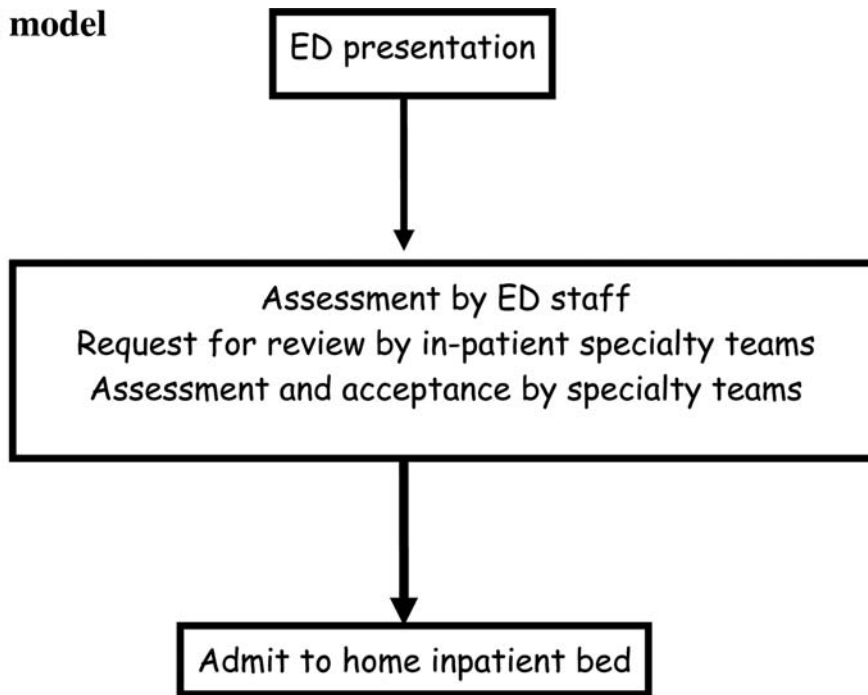 model
ED presentation
Assessment by ED staff
Request for review by in-patient specialty teams
Assessment and acceptance by specialty teams
Admit to home inpatient bed